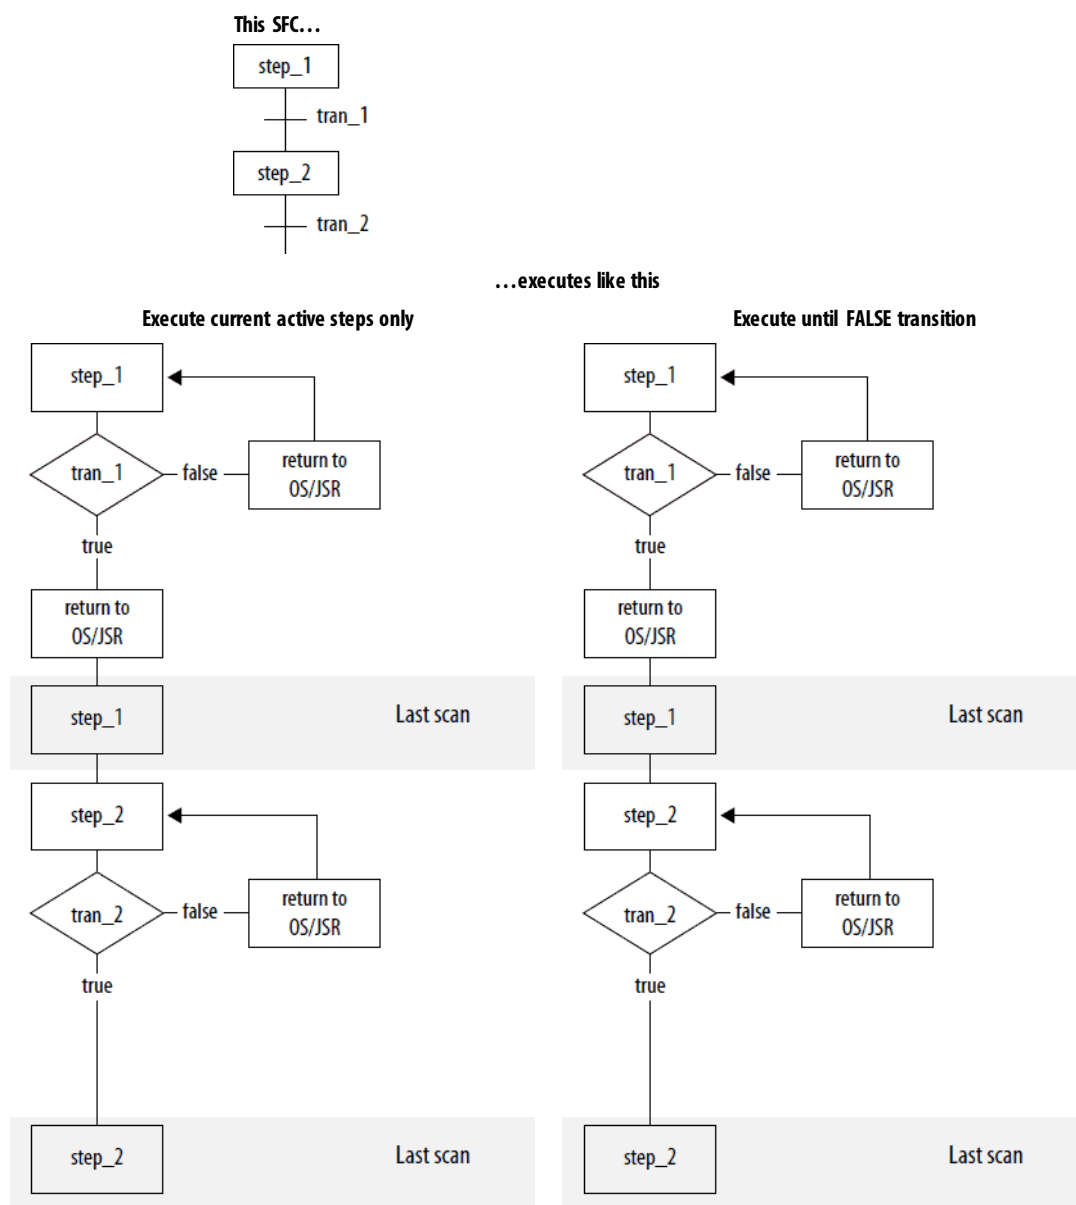 This SFC...
step_1
tran_1
step_2
tran_2
...executes like this
Execute current active steps only
Execute until FALSE transition
step_1
tran_1
false
return to
OS/JSR
true
return to
OS/JSR
step_1
Last scan
step_2
tran_2
false
return to
OS/JSR
true
step_2
Last scan
step_1
tran_1
false
return to
OS/JSR
true
return to
OS/JSR
step_1
Last scan
step_2
tran_2
false
return to
OS/JSR
true
step_2
Last scan